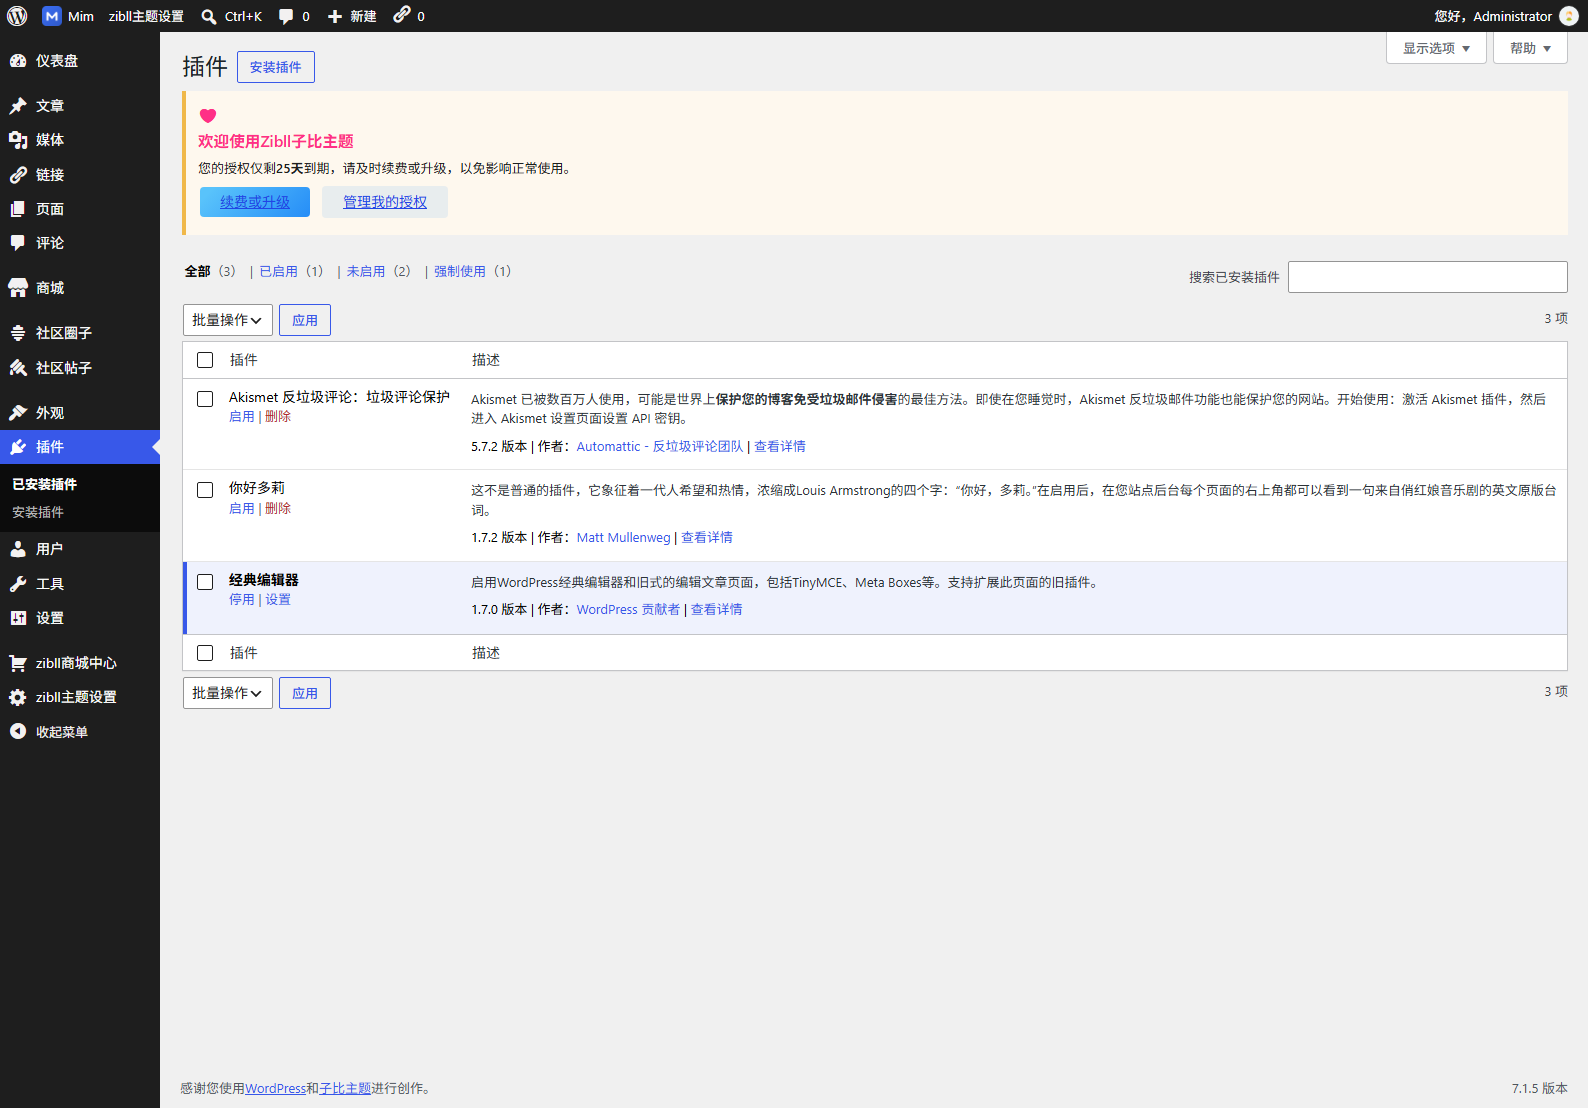 Mim zibll主题设置 Ctrl+K 0 新建 0 您好，Administrator
仪表盘
文章
媒体
链接
页面
评论
商城
社区圈子
社区帖子
外观
插件
已安装插件
安装插件
用户
工具
设置
zibll商城中心
zibll主题设置
收起菜单
显示选项 帮助
插件 安装插件
欢迎使用Zibll子比主题
您的授权仅剩25天到期，请及时续费或升级，以免影响正常使用。
续费或升级 管理我的授权
全部（3） | 已启用（1） | 未启用（2） | 强制使用（1）
搜索已安装插件
批量操作 应用 3 项
插件 描述
Akismet 反垃圾评论：垃圾评论保护
启用 | 删除
Akismet 已被数百万人使用，可能是世界上保护您的博客免受垃圾邮件侵害的最佳方法。即使在您睡觉时，Akismet 反垃圾邮件功能也能保护您的网站。开始使用：激活 Akismet 插件，然后
进入 Akismet 设置页面设置 API 密钥。
5.7.2 版本 | 作者：Automattic - 反垃圾评论团队 | 查看详情
你好多莉
启用 | 删除
这不是普通的插件，它象征着一代人希望和热情，浓缩成Louis Armstrong的四个字：“你好，多莉。”在启用后，在您站点后台每个页面的右上角都可以看到一句来自俏红娘音乐剧的英文原版台
词。
1.7.2 版本 | 作者：Matt Mullenweg | 查看详情
经典编辑器
停用 | 设置
启用WordPress经典编辑器和旧式的编辑文章页面，包括TinyMCE、Meta Boxes等。支持扩展此页面的旧插件。
1.7.0 版本 | 作者：WordPress 贡献者 | 查看详情
插件 描述
批量操作 应用 3 项
感谢您使用WordPress和子比主题进行创作。 7.1.5 版本